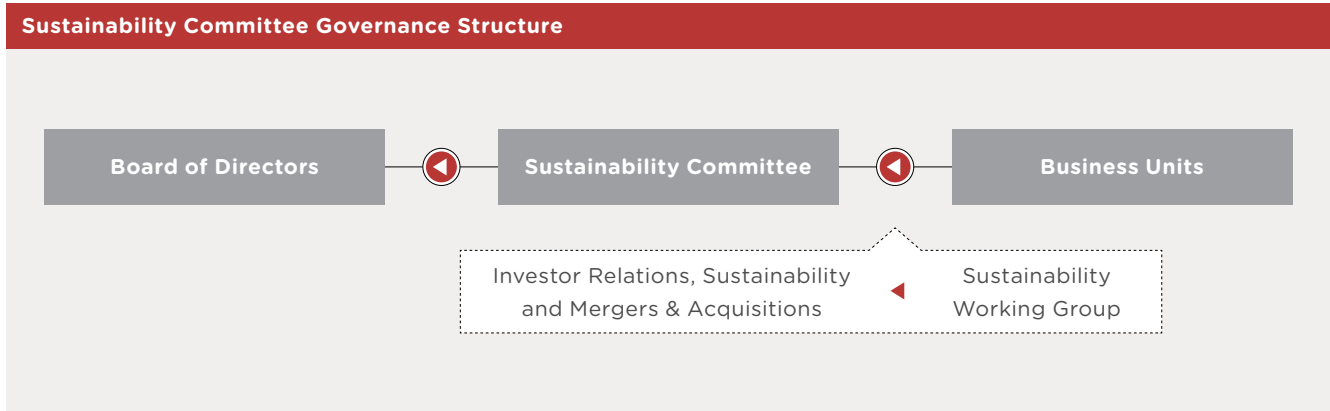 Sustainability Committee Governance Structure
Board of Directors
Sustainability Committee
Business Units
Investor Relations, Sustainability
and Mergers & Acquisitions
Sustainability
Working Group